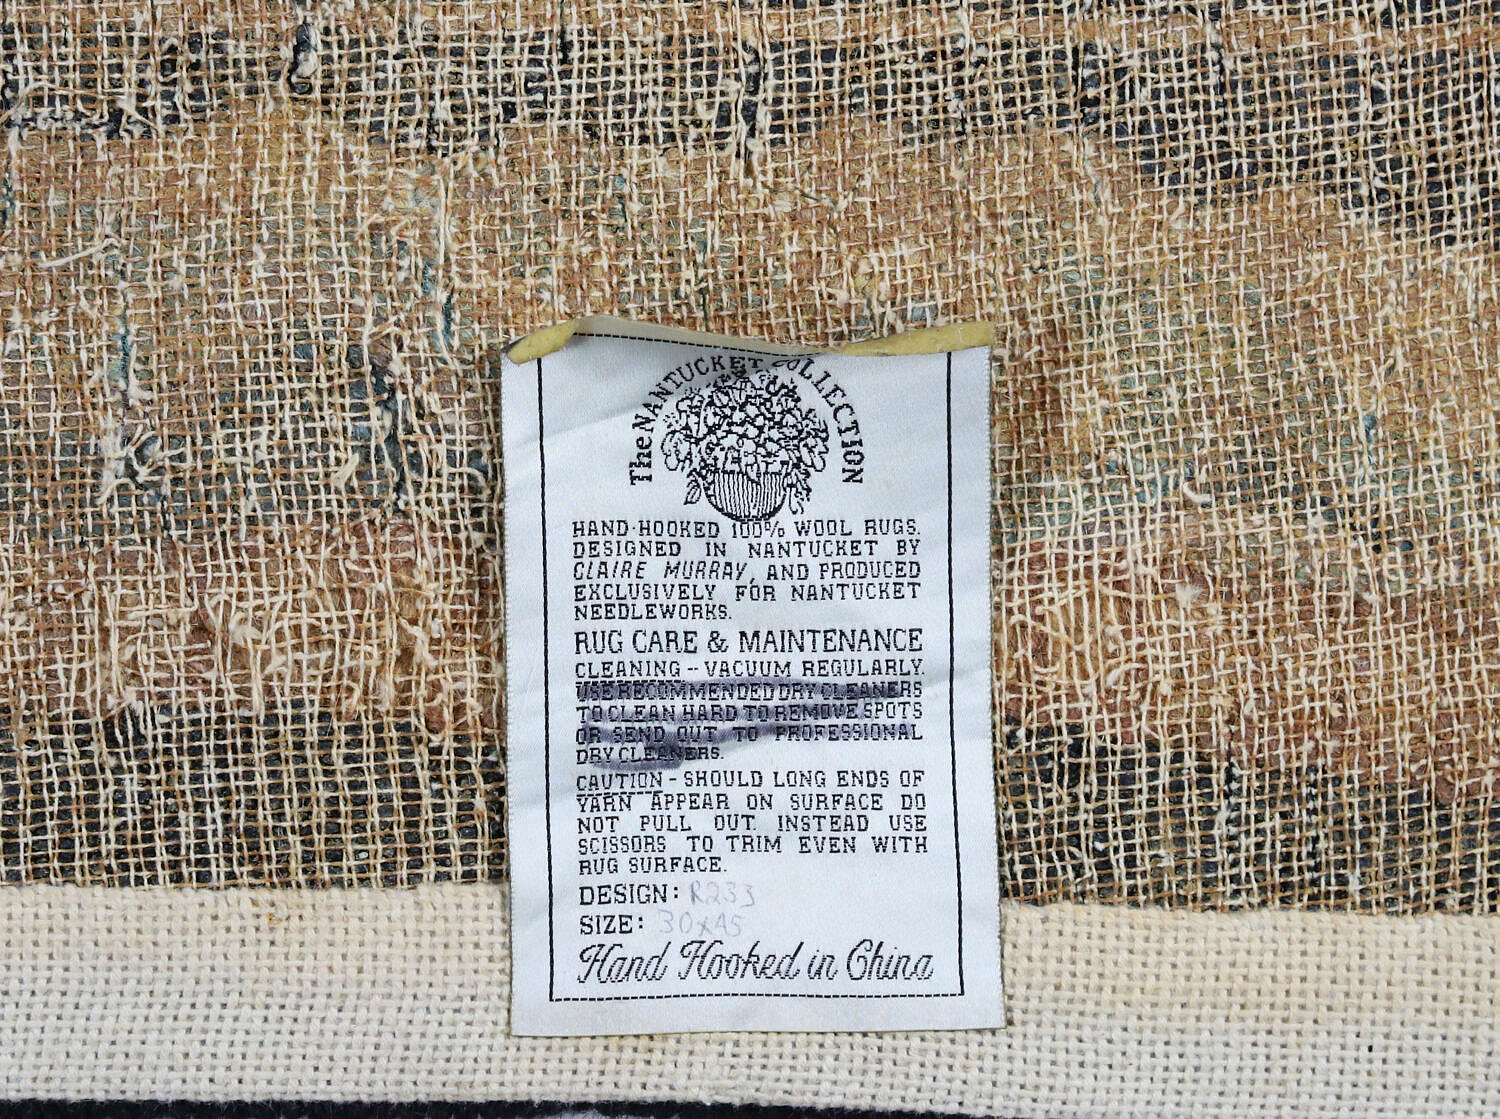 The NANTUCKET COLLECTION
HAND-HOOKED 100% WOOL RUGS.
DESIGNED IN NANTUCKET BY
CLAIRE MURRAY, AND PRODUCED
EXCLUSIVELY FOR NANTUCKET
NEEDLEWORKS.
RUG CARE & MAINTENANCE
CLEANING -- VACUUM REGULARLY.
USE RECOMMENDED DRY CLEANERS
TO CLEAN HARD TO REMOVE SPOTS
OR SEND OUT TO PROFESSIONAL
DRY CLEANERS.
CAUTION - SHOULD LONG ENDS OF
YARN APPEAR ON SURFACE DO
NOT PULL OUT. INSTEAD USE
SCISSORS TO TRIM EVEN WITH
RUG SURFACE.
DESIGN: R233
SIZE: 30x45
Hand Hooked in China